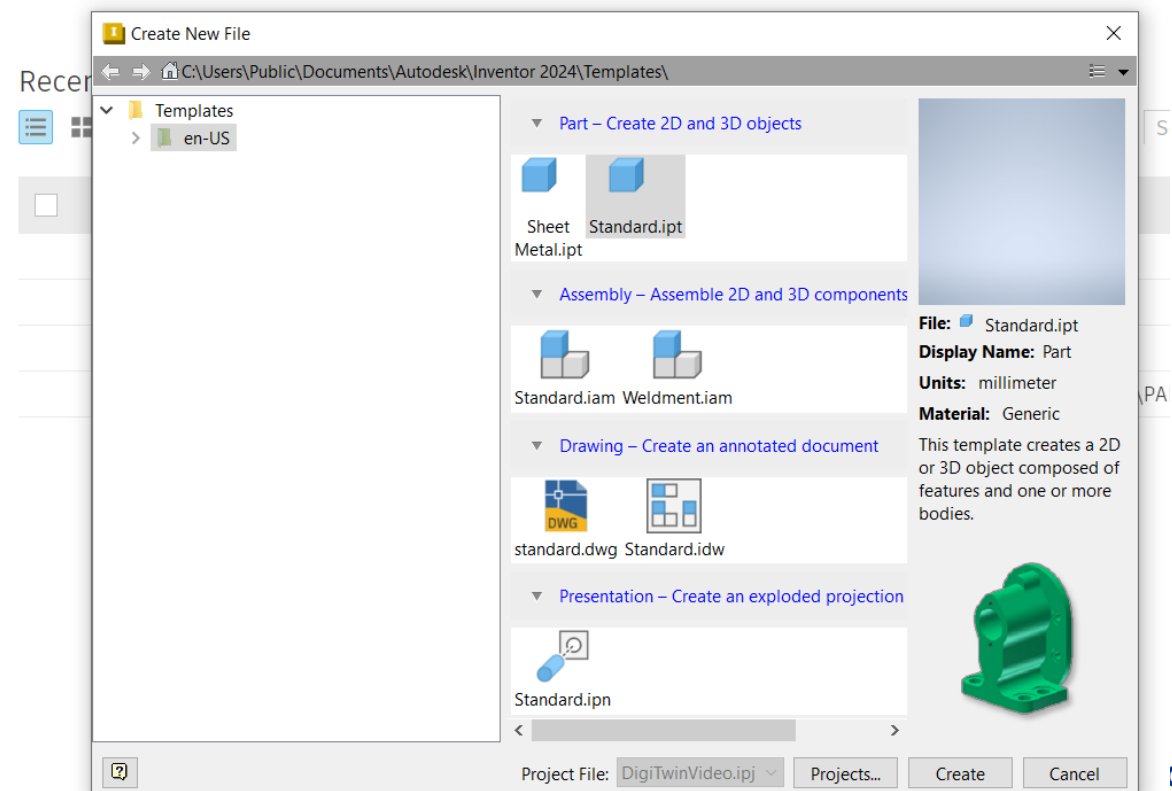 Create New File
Recer
C:\Users\Public\Documents\Autodesk\Inventor 2024\Templates\
Templates
en-US
Part – Create 2D and 3D objects
Sheet
Metal.ipt
Standard.ipt
Assembly – Assemble 2D and 3D components
Standard.iam
Weldment.iam
Drawing – Create an annotated document
DWG
standard.dwg
Standard.idw
Presentation – Create an exploded projection
Standard.ipn
S
File: Standard.ipt
Display Name: Part
Units: millimeter
Material: Generic
This template creates a 2D
or 3D object composed of
features and one or more
bodies.
\PA
Project File: DigiTwinVideo.ipj
Projects...
Create
Cancel